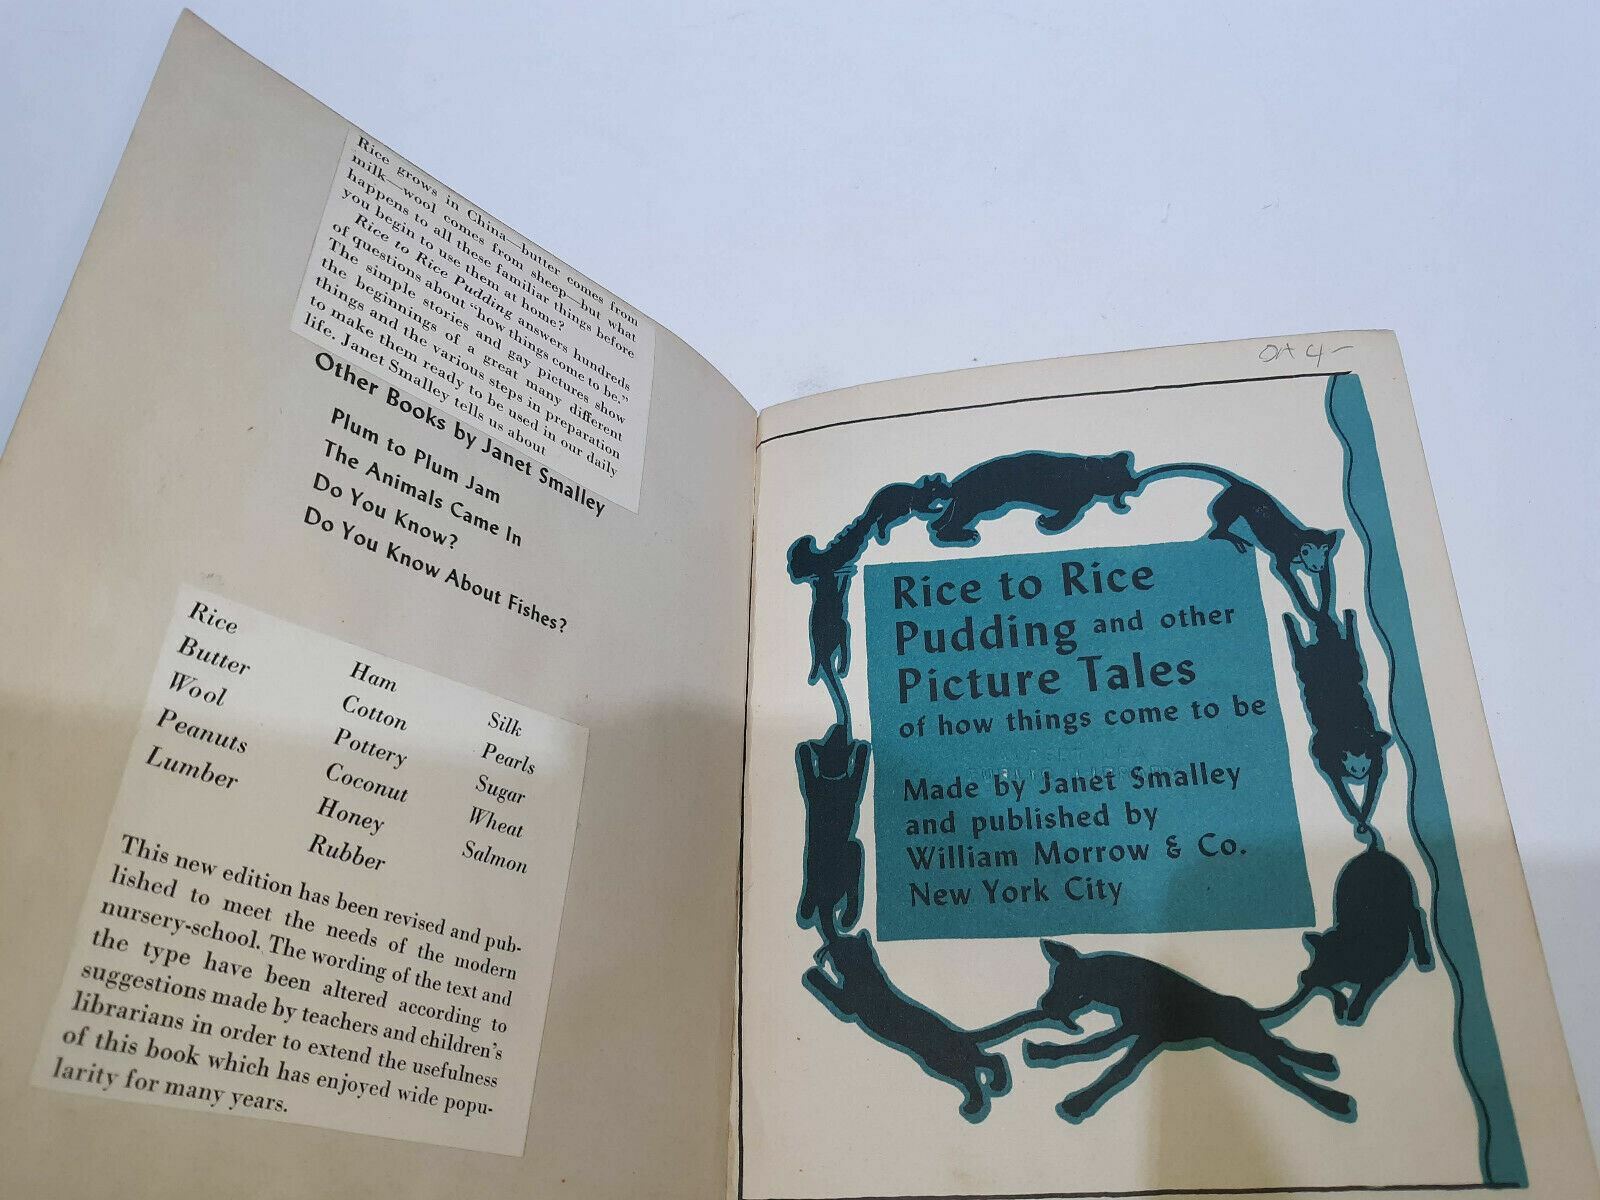 Rice grows in China—butter comes from
milk—wool comes from sheep—but what
happens to all these familiar things before
you begin to use them at home?
Rice to Rice Pudding answers hundreds
of questions about "how things come to be."
The simple stories and gay pictures show
the beginnings of a great many different
things and the various steps in preparation
to make them ready to be used in our daily
life. Janet Smalley tells us about
Other Books by Janet Smalley
Plum to Plum Jam
The Animals Came In
Do You Know?
Do You Know About Fishes?
Rice
Butter
Wool
Peanuts
Lumber
Ham
Cotton
Pottery
Coconut
Honey
Rubber
Silk
Pearls
Sugar
Wheat
Salmon
This new edition has been revised and pub-
lished to meet the needs of the modern
nursery-school. The wording of the text and
the type have been altered according to
suggestions made by teachers and children's
librarians in order to extend the usefulness
of this book which has enjoyed wide popu-
larity for many years.
Rice to Rice
Pudding and other
Picture Tales
of how things come to be
Made by Janet Smalley
and published by
William Morrow & Co.
New York City